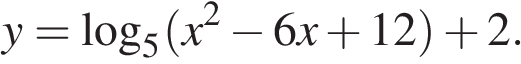 y = log₅(x² − 6x + 12) + 2.